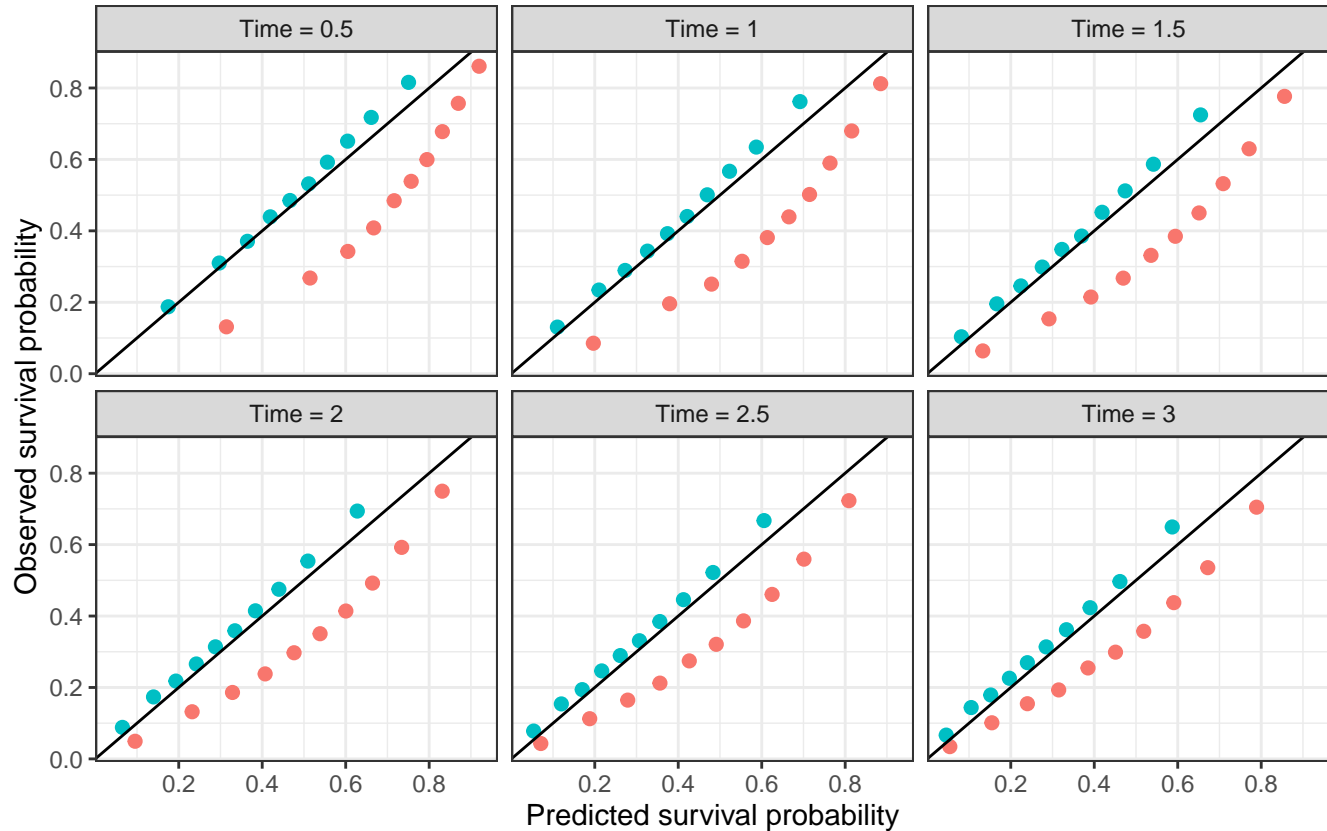 Time = 0.5 Time = 1 Time = 1.5
0.8
0.6
0.4
0.2
0.0
Time = 2 Time = 2.5 Time = 3
0.8
0.6
0.4
0.2
0.0
0.2 0.4 0.6 0.8 0.2 0.4 0.6 0.8 0.2 0.4 0.6 0.8
Predicted survival probability
Observed survival probability